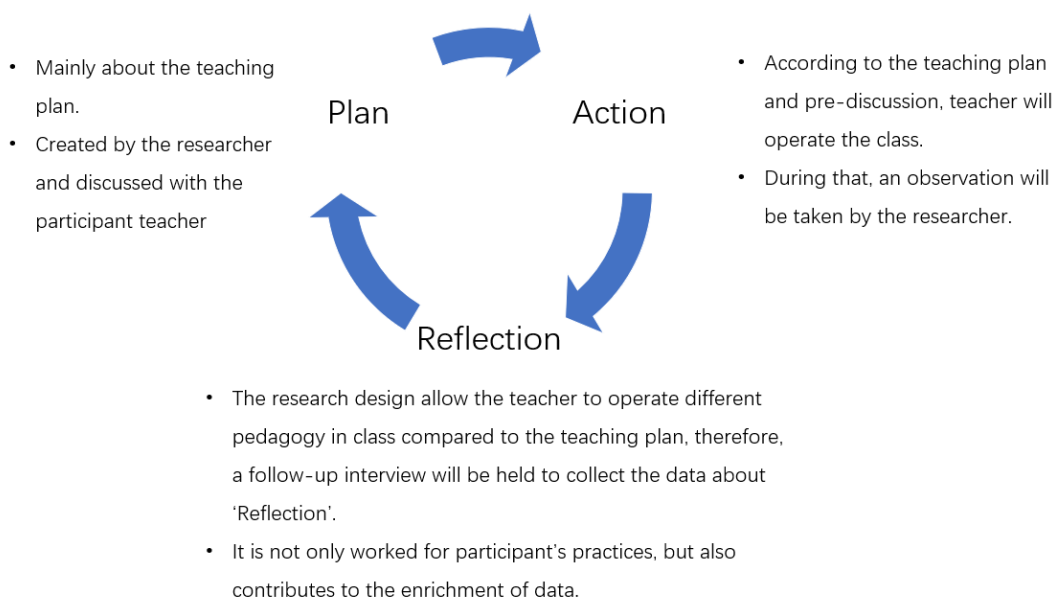 Plan
• Mainly about the teaching
plan.
• Created by the researcher
and discussed with the
participant teacher
Action
• According to the teaching plan
and pre-discussion, teacher will
operate the class.
• During that, an observation will
be taken by the researcher.
Reflection
• The research design allow the teacher to operate different
pedagogy in class compared to the teaching plan, therefore,
a follow-up interview will be held to collect the data about
‘Reflection’.
• It is not only worked for participant’s practices, but also
contributes to the enrichment of data.